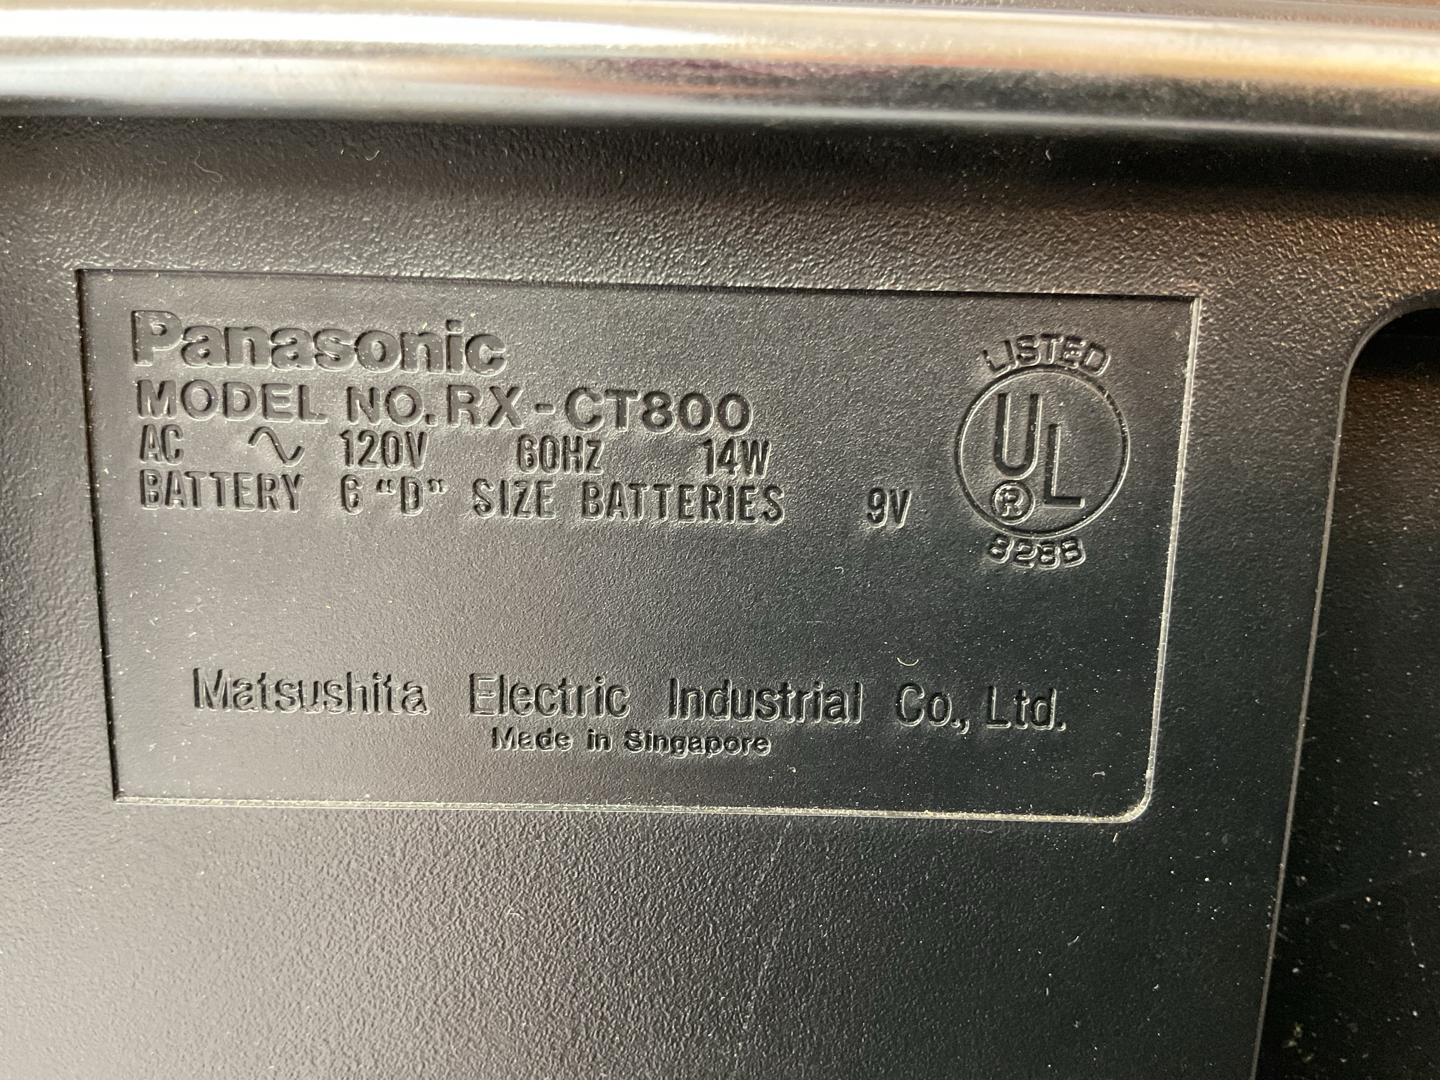 Panasonic
MODEL NO. RX-CT800
AC ∿ 120V 60HZ 14W
BATTERY 6 "D" SIZE BATTERIES 9V
LISTED
UL
®
Matsushita Electric Industrial Co., Ltd.
Made in Singapore